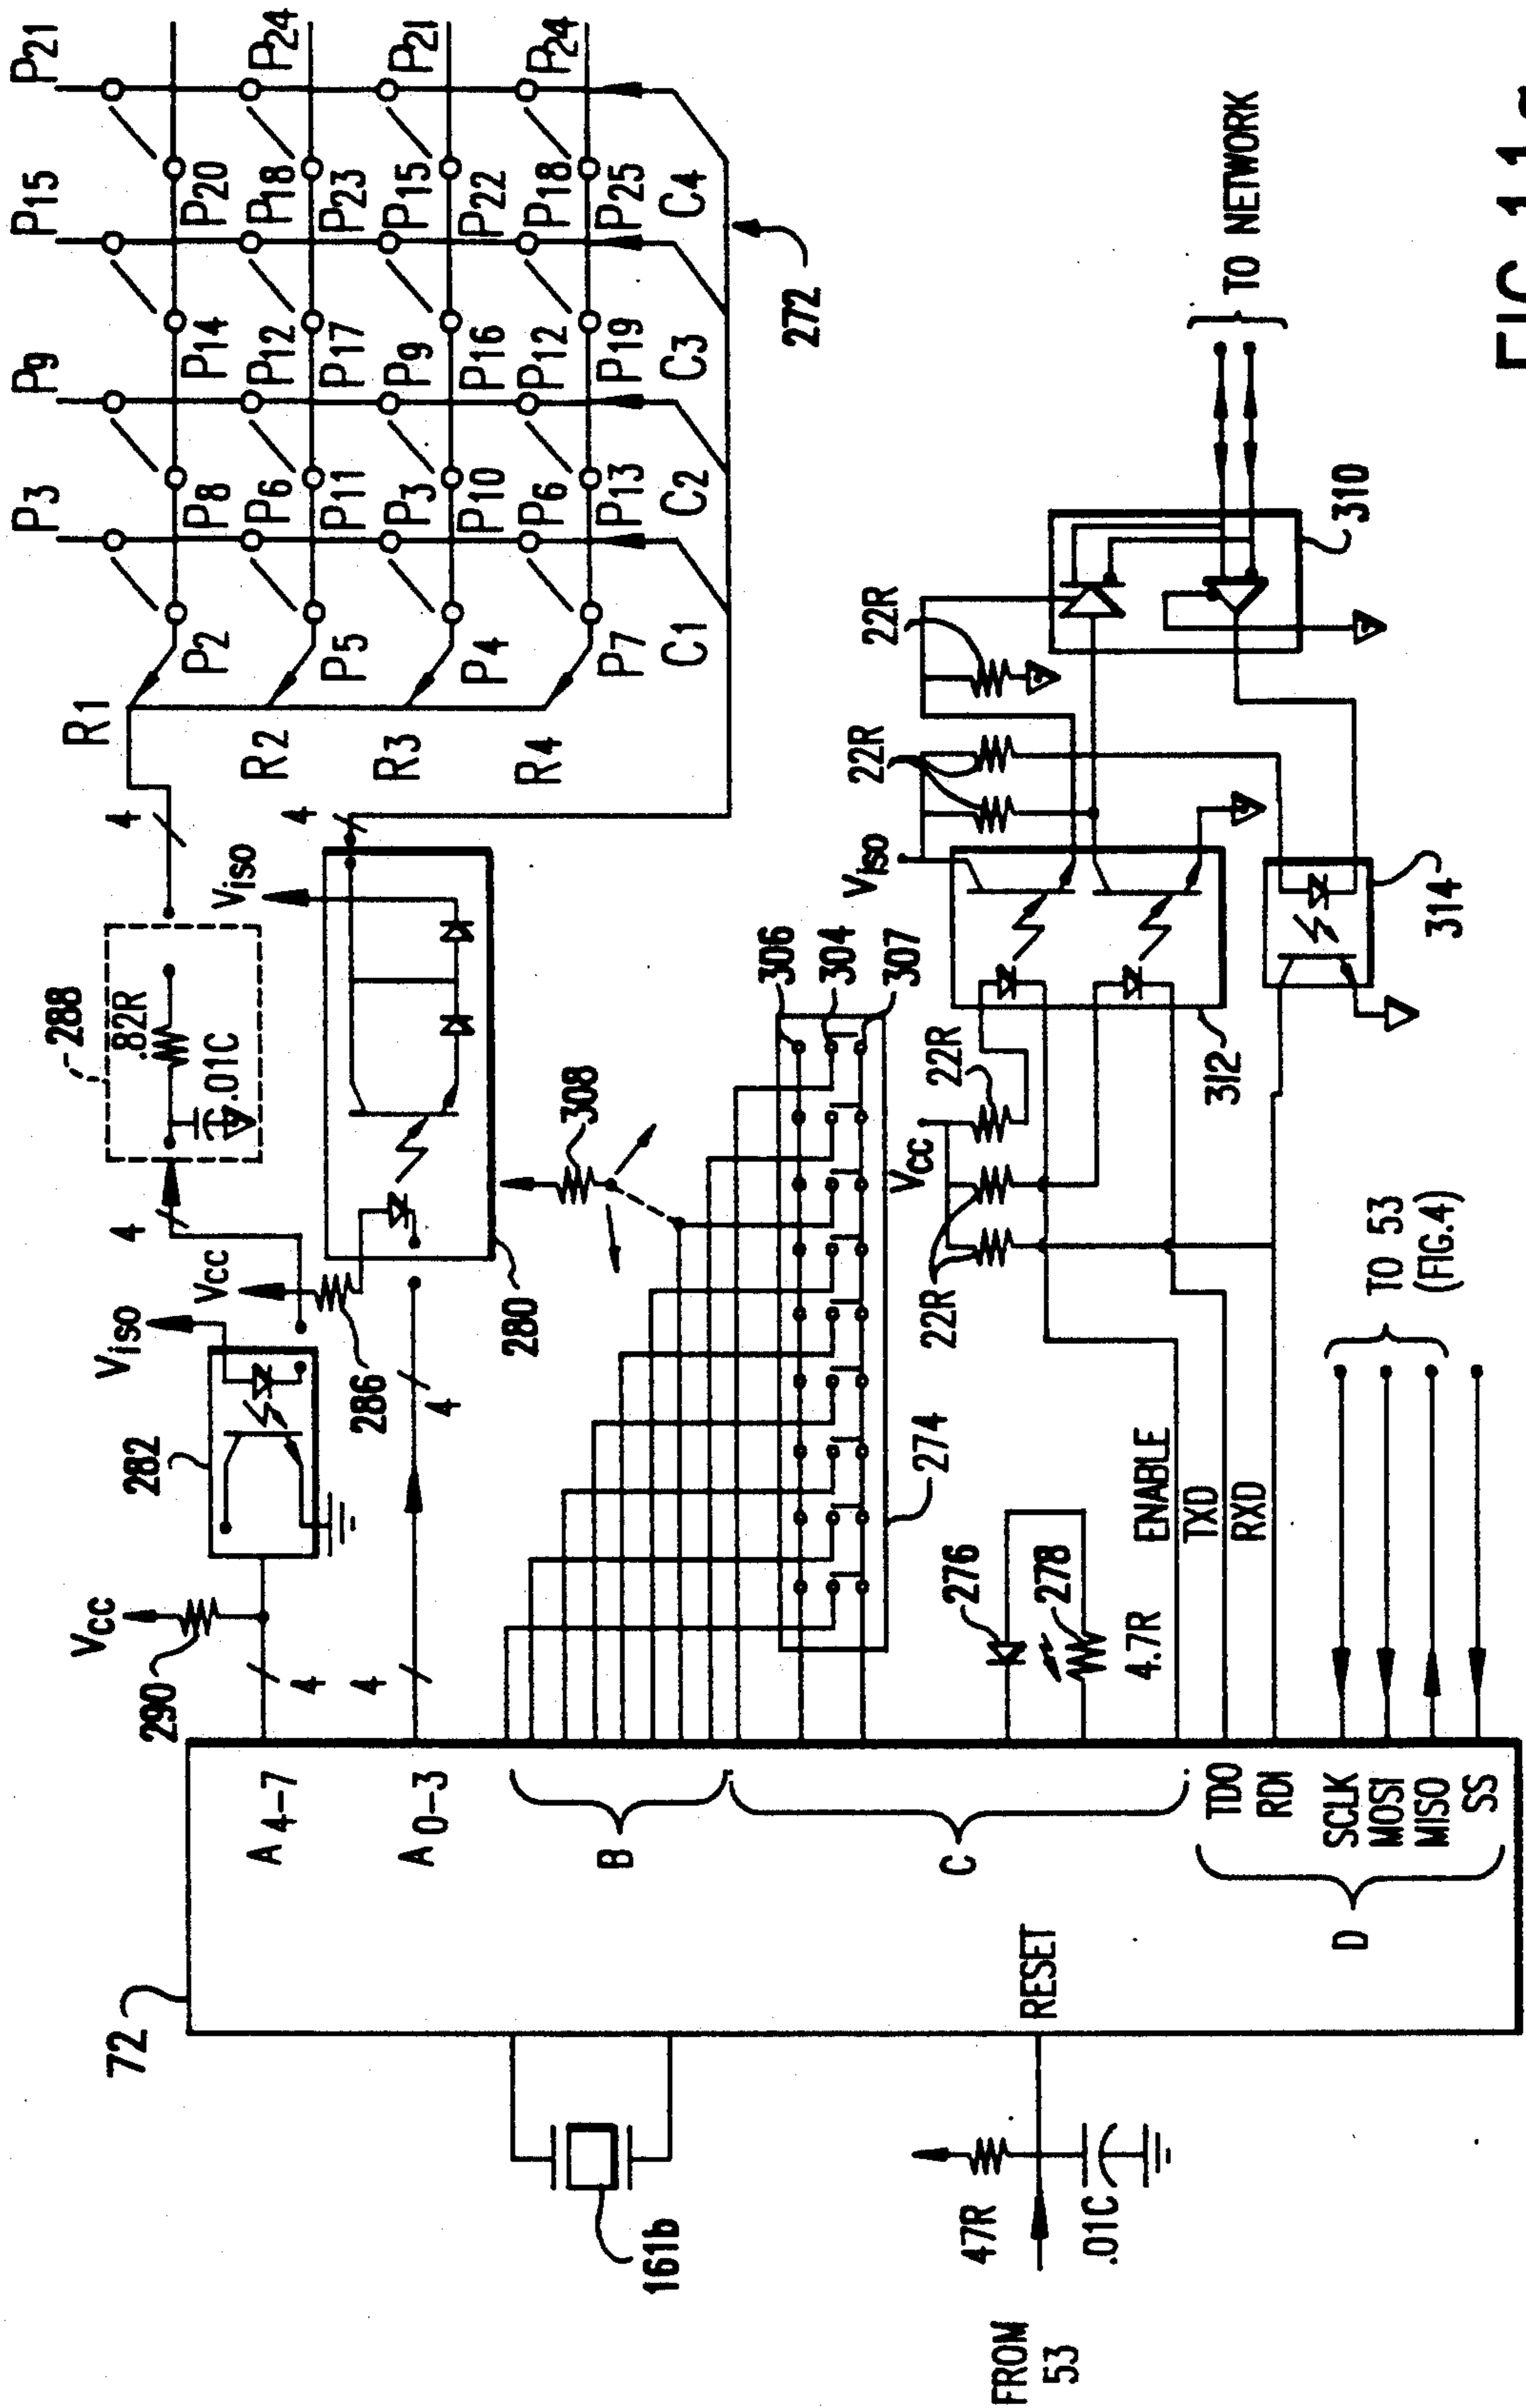 72
161b
47R
.01C
FROM
53
RESET
A4-7
A0-3
B
C
D
TDO
RDI
SCLK
MOSI
MISO
SS
290
Vcc
4
4
282
Viso
Vcc
286
4
4
288
.82R
.01C
4
Viso
280
308
306
304
307
274
276
278
4.7R
ENABLE
TXD
RXD
TO 53
(FIG.4)
Vcc
22R
22R
312
314
Viso
22R
22R
310
TO NETWORK
272
R1
R2
R3
R4
C1
C2
C3
C4
P3
P9
P15
P21
P2
P8
P14
P20
P6
P12
P18
P24
P5
P11
P17
P23
P3
P9
P15
P21
P4
P10
P16
P22
P6
P12
P18
P24
P7
P13
P19
P25